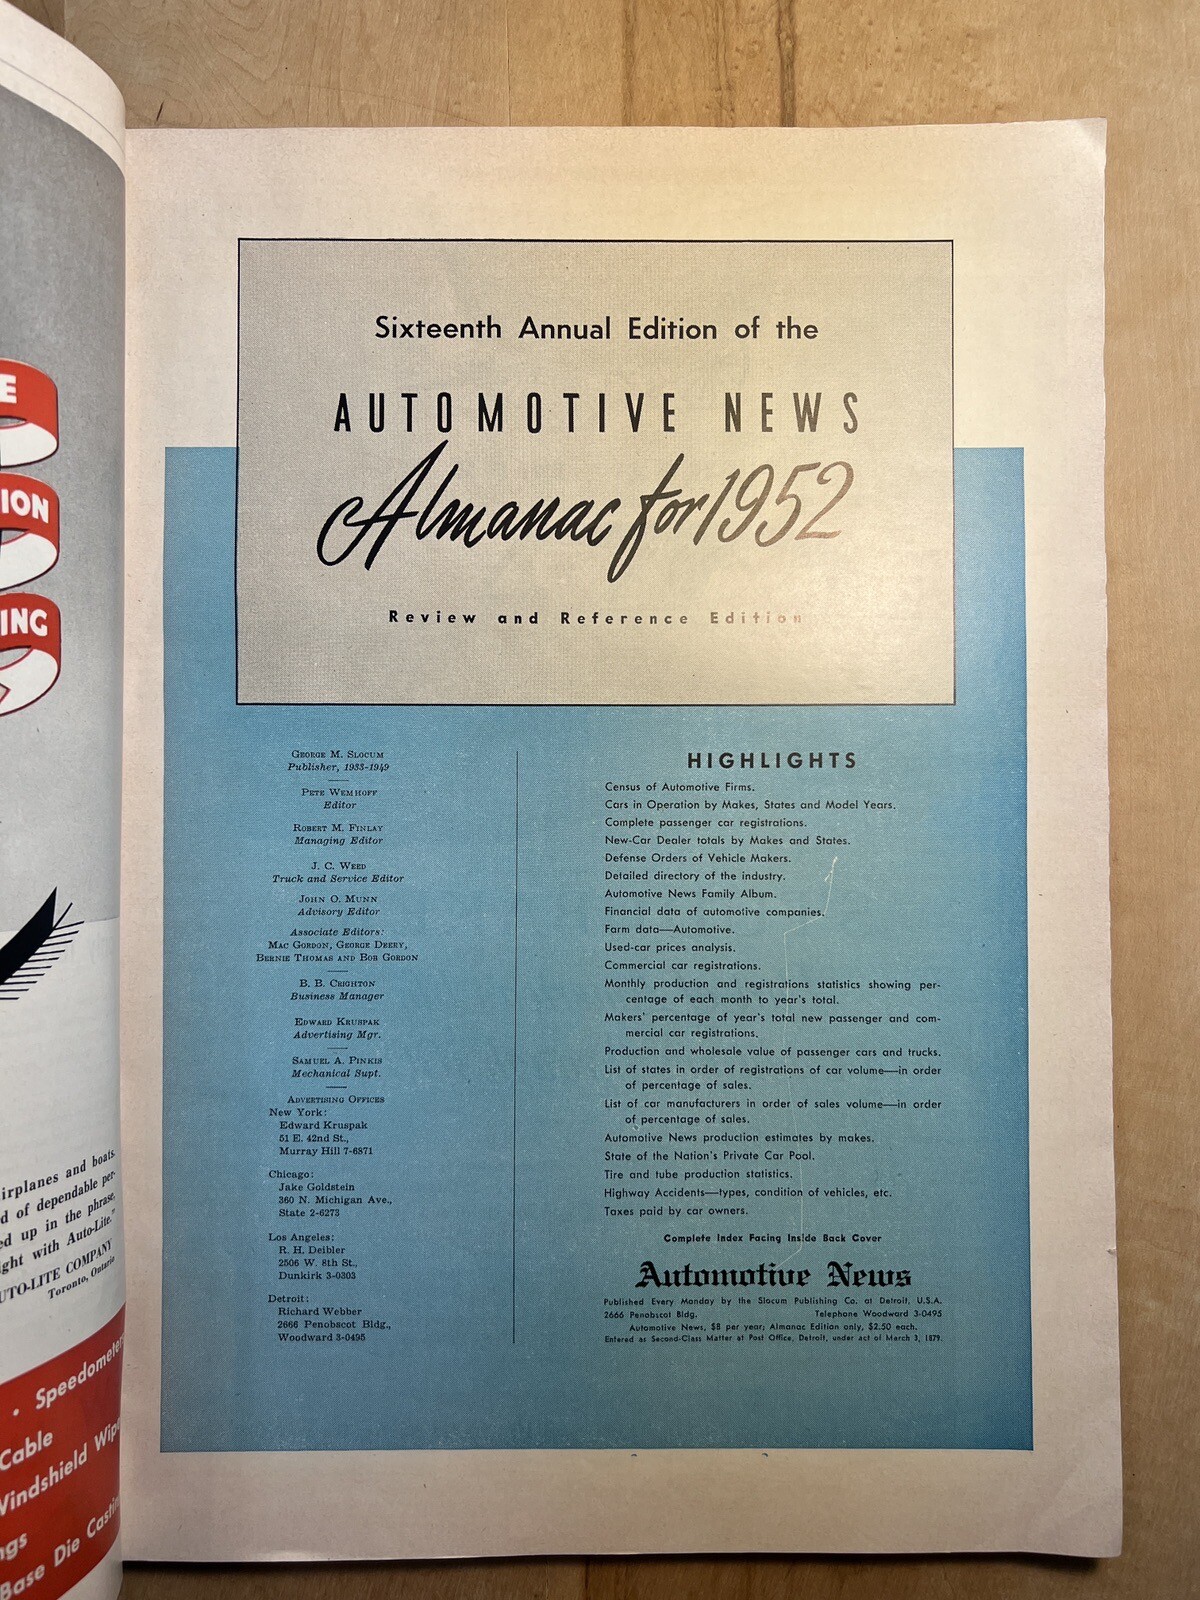 E
ION
ING
irplanes and boats.
d of dependable per-
ed up in the phrase,
ght with Auto-Lite."
UTO-LITE COMPANY
Toronto, Ontario
• Speedometer
Cable
Windshield Wip
ngs
Base Die Castin
Sixteenth Annual Edition of the
AUTOMOTIVE NEWS
Almanac for 1952
Review and Reference Edition
GEORGE M. SLOCUM
Publisher, 1933-1949
PETE WEMHOFF
Editor
ROBERT M. FINLAY
Managing Editor
J. C. WEED
Truck and Service Editor
JOHN O. MUNN
Advisory Editor
Associate Editors:
MAC GORDON, GEORGE DEERY,
BERNIE THOMAS AND BOB GORDON
B. B. CRIGHTON
Business Manager
EDWARD KRUSPAK
Advertising Mgr.
SAMUEL A. PINKIS
Mechanical Supt.
ADVERTISING OFFICES
New York:
Edward Kruspak
51 E. 42nd St.,
Murray Hill 7-6871
Chicago:
Jake Goldstein
360 N. Michigan Ave.,
State 2-6273
Los Angeles:
R. H. Deibler
2506 W. 8th St.,
Dunkirk 3-0303
Detroit:
Richard Webber
2666 Penobscot Bldg.,
Woodward 3-0495
HIGHLIGHTS
Census of Automotive Firms.
Cars in Operation by Makes, States and Model Years.
Complete passenger car registrations.
New-Car Dealer totals by Makes and States.
Defense Orders of Vehicle Makers.
Detailed directory of the industry.
Automotive News Family Album.
Financial data of automotive companies.
Farm data—Automotive.
Used-car prices analysis.
Commercial car registrations.
Monthly production and registrations statistics showing per-
centage of each month to year's total.
Makers' percentage of year's total new passenger and com-
mercial car registrations.
Production and wholesale value of passenger cars and trucks.
List of states in order of registrations of car volume—in order
of percentage of sales.
List of car manufacturers in order of sales volume—in order
of percentage of sales.
Automotive News production estimates by makes.
State of the Nation's Private Car Pool.
Tire and tube production statistics.
Highway Accidents—types, condition of vehicles, etc.
Taxes paid by car owners.
Complete Index Facing Inside Back Cover
Automotive News
Published Every Monday by the Slocum Publishing Co. at Detroit, U.S.A.
2666 Penobscot Bldg. Telephone Woodward 3-0495
Automotive News, $8 per year; Almanac Edition only, $2.50 each.
Entered as Second-Class Matter at Post Office, Detroit, under act of March 3, 1879.